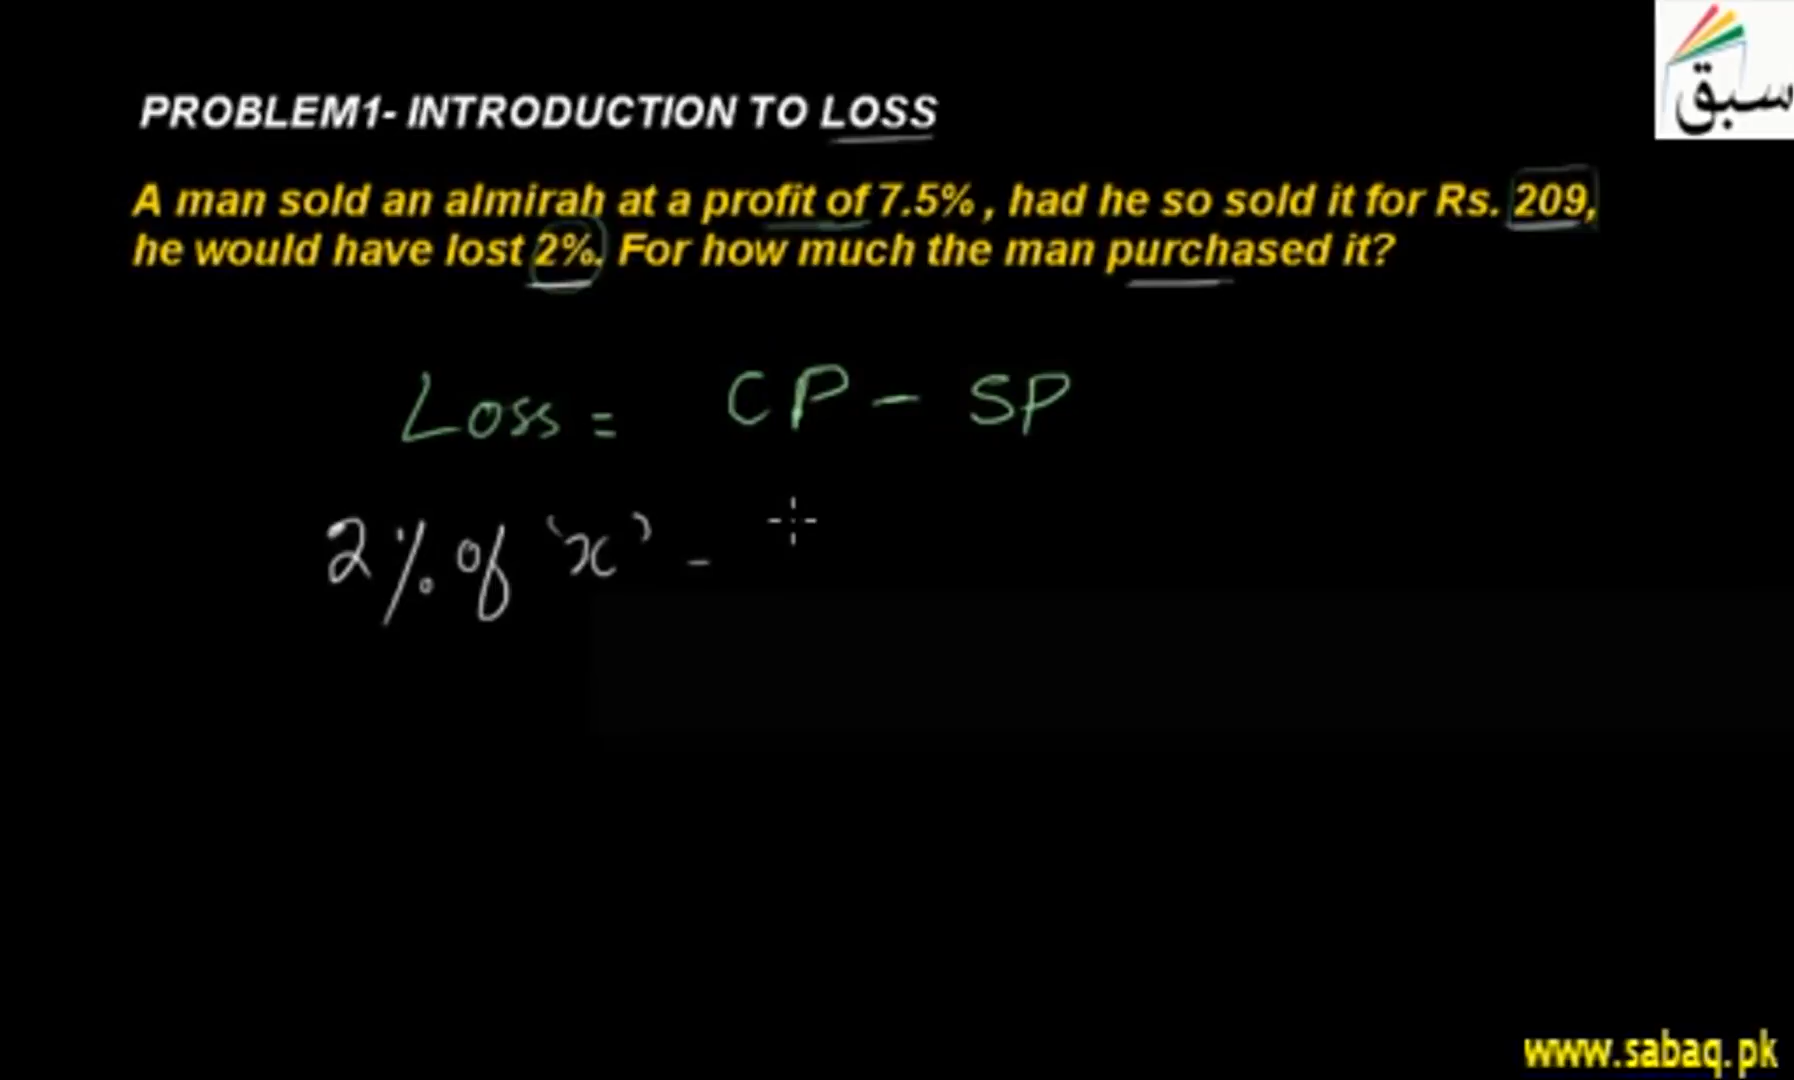 سبق
PROBLEM1- INTRODUCTION TO LOSS
A man sold an almirah at a profit of 7.5% , had he so sold it for Rs. 209,
he would have lost 2%. For how much the man purchased it?
Loss = CP - SP
2% of 'x' -
www.sabaq.pk